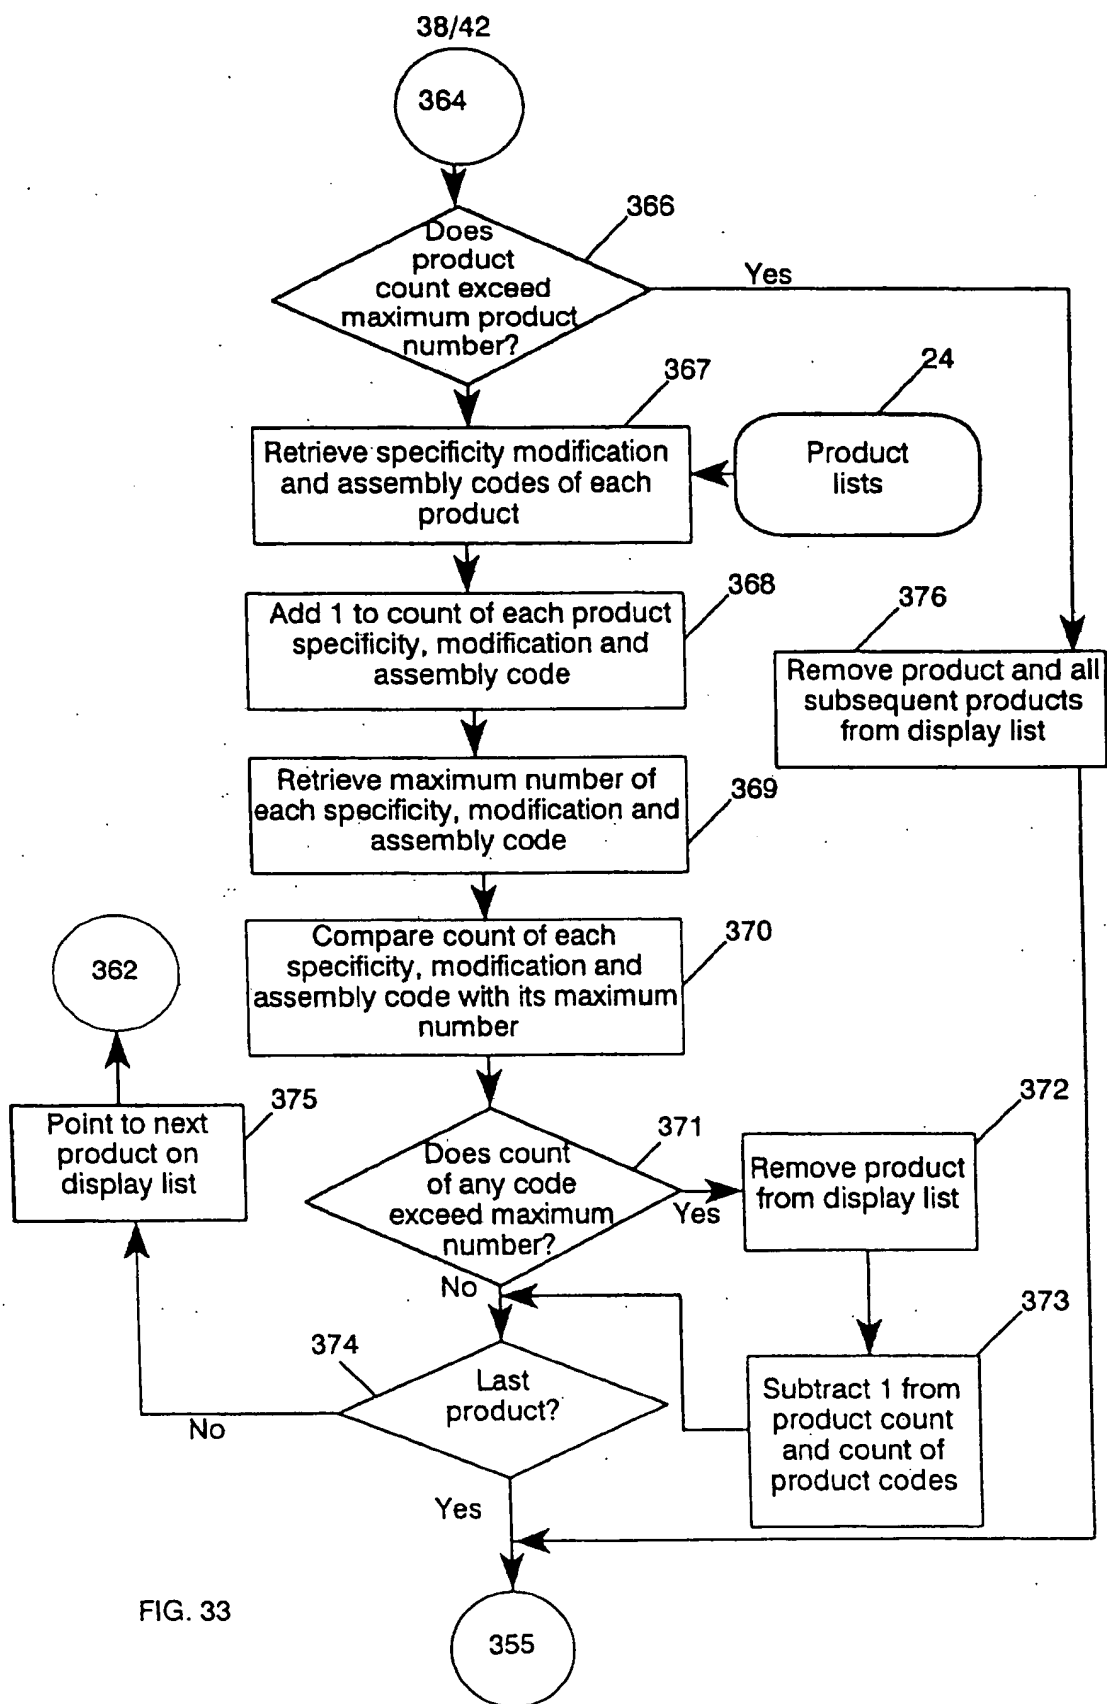 38/42
364
366
Does
product
count exceed
maximum product
number?
Yes
367
24
Retrieve specificity modification
and assembly codes of each
product
Product
lists
368
Add 1 to count of each product
specificity, modification and
assembly code
376
Remove product and all
subsequent products
from display list
369
Retrieve maximum number of
each specificity, modification and
assembly code
370
Compare count of each
specificity, modification and
assembly code with its maximum
number
362
375
Point to next
product on
display list
371
Does count
of any code
exceed maximum
number?
Yes
372
Remove product
from display list
No
373
Subtract 1 from
product count
and count of
product codes
374
Last
product?
No
Yes
FIG. 33
355